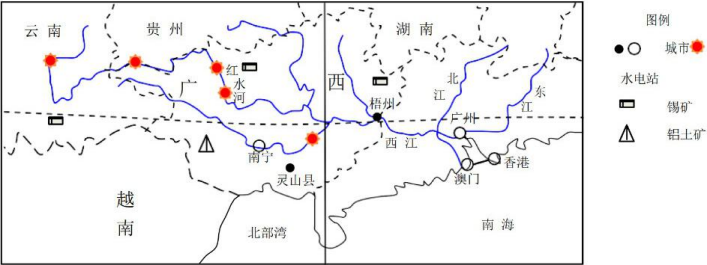 云南
贵州
湖南
图例
城市
水电站
锡矿
铝土矿
红水河
广
西
北江
东江
梧州
广州
西江
南宁
灵山县
香港
澳门
越南
北部湾
南海